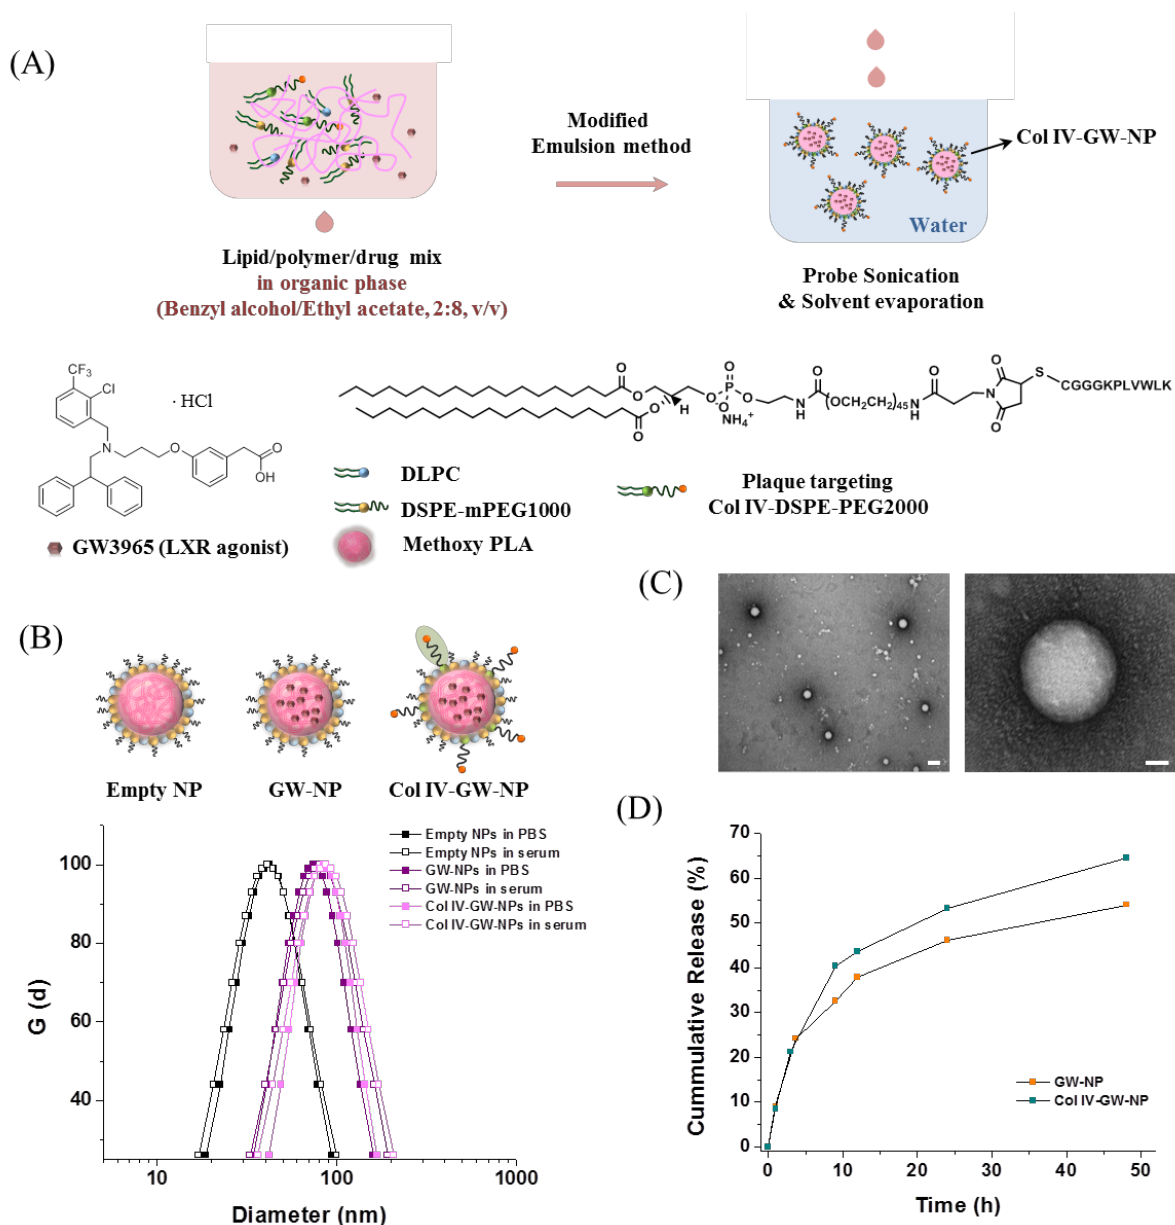 (A)
Modified
Emulsion method
Col IV-GW-NP
Water
Lipid/polymer/drug mix
in organic phase
(Benzyl alcohol/Ethyl acetate, 2:8, v/v)
Probe Sonication
& Solvent evaporation
CF3
Cl
· HCl
N
O
O
OH
GW3965 (LXR agonist)
O
O
O
O
O
H
O
P
O
O
NH4+
N
H
O
(OCH2CH2)45
N
H
O
N
O
O
S
CGGGKPLVWLK
DLPC
DSPE-mPEG1000
Methoxy PLA
Plaque targeting
Col IV-DSPE-PEG2000
(B)
Empty NP
GW-NP
Col IV-GW-NP
Empty NPs in PBS
Empty NPs in serum
GW-NPs in PBS
GW-NPs in serum
Col IV-GW-NPs in PBS
Col IV-GW-NPs in serum
G (d)
100
80
60
40
10
100
1000
Diameter (nm)
(C)
(D)
Cummulative Release (%)
70
60
50
40
30
20
10
0
GW-NP
Col IV-GW-NP
0
10
20
30
40
50
Time (h)